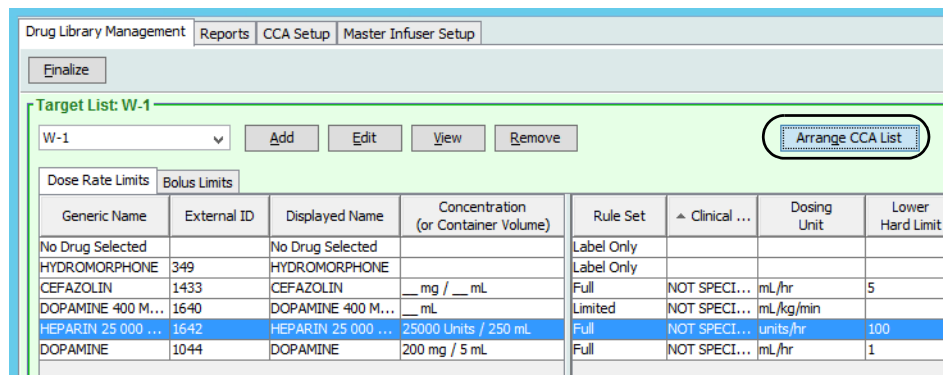 Drug Library Management Reports CCA Setup Master Infuser Setup
Finalize
Target List: W-1
W-1 Add Edit View Remove Arrange CCA List
Dose Rate Limits Bolus Limits
Generic Name External ID Displayed Name Concentration (or Container Volume) Rule Set Clinical ... Dosing Unit Lower Hard Limit
No Drug Selected No Drug Selected Label Only
HYDROMORPHONE 349 HYDROMORPHONE Label Only
CEFAZOLIN 1433 CEFAZOLIN __ mg / __ mL Full NOT SPECI... mL/hr 5
DOPAMINE 400 M... 1640 DOPAMINE 400 M... __ mL Limited NOT SPECI... mL/kg/min
HEPARIN 25 000 ... 1642 HEPARIN 25 000 ... 25000 Units / 250 mL Full NOT SPECI... units/hr 100
DOPAMINE 1044 DOPAMINE 200 mg / 5 mL Full NOT SPECI... mL/hr 1